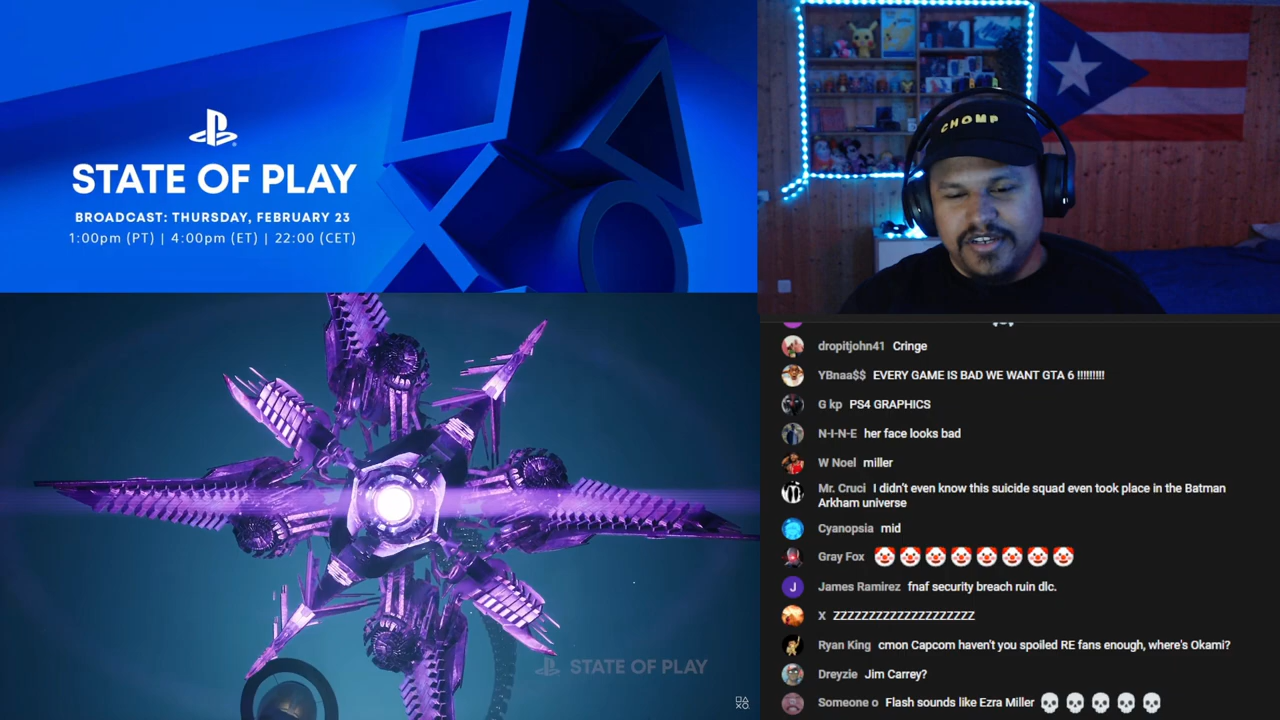 STATE OF PLAY
BROADCAST: THURSDAY, FEBRUARY 23
1:00pm (PT) | 4:00pm (ET) | 22:00 (CET)
CHOMP
STATE OF PLAY
dropitjohn41 Cringe
YBnaa$$ EVERY GAME IS BAD WE WANT GTA 6 !!!!!!!!!
G kp PS4 GRAPHICS
N-I-N-E her face looks bad
W Noel miller
Mr. Cruci I didn't even know this suicide squad even took place in the Batman
Arkham universe
Cyanopsia mid
Gray Fox 🤡🤡🤡🤡🤡🤡🤡🤡
J James Ramirez fnaf security breach ruin dlc.
X ZZZZZZZZZZZZZZZZZZZZ
Ryan King cmon Capcom haven't you spoiled RE fans enough, where's Okami?
Dreyzie Jim Carrey?
Someone o Flash sounds like Ezra Miller 💀💀💀💀💀